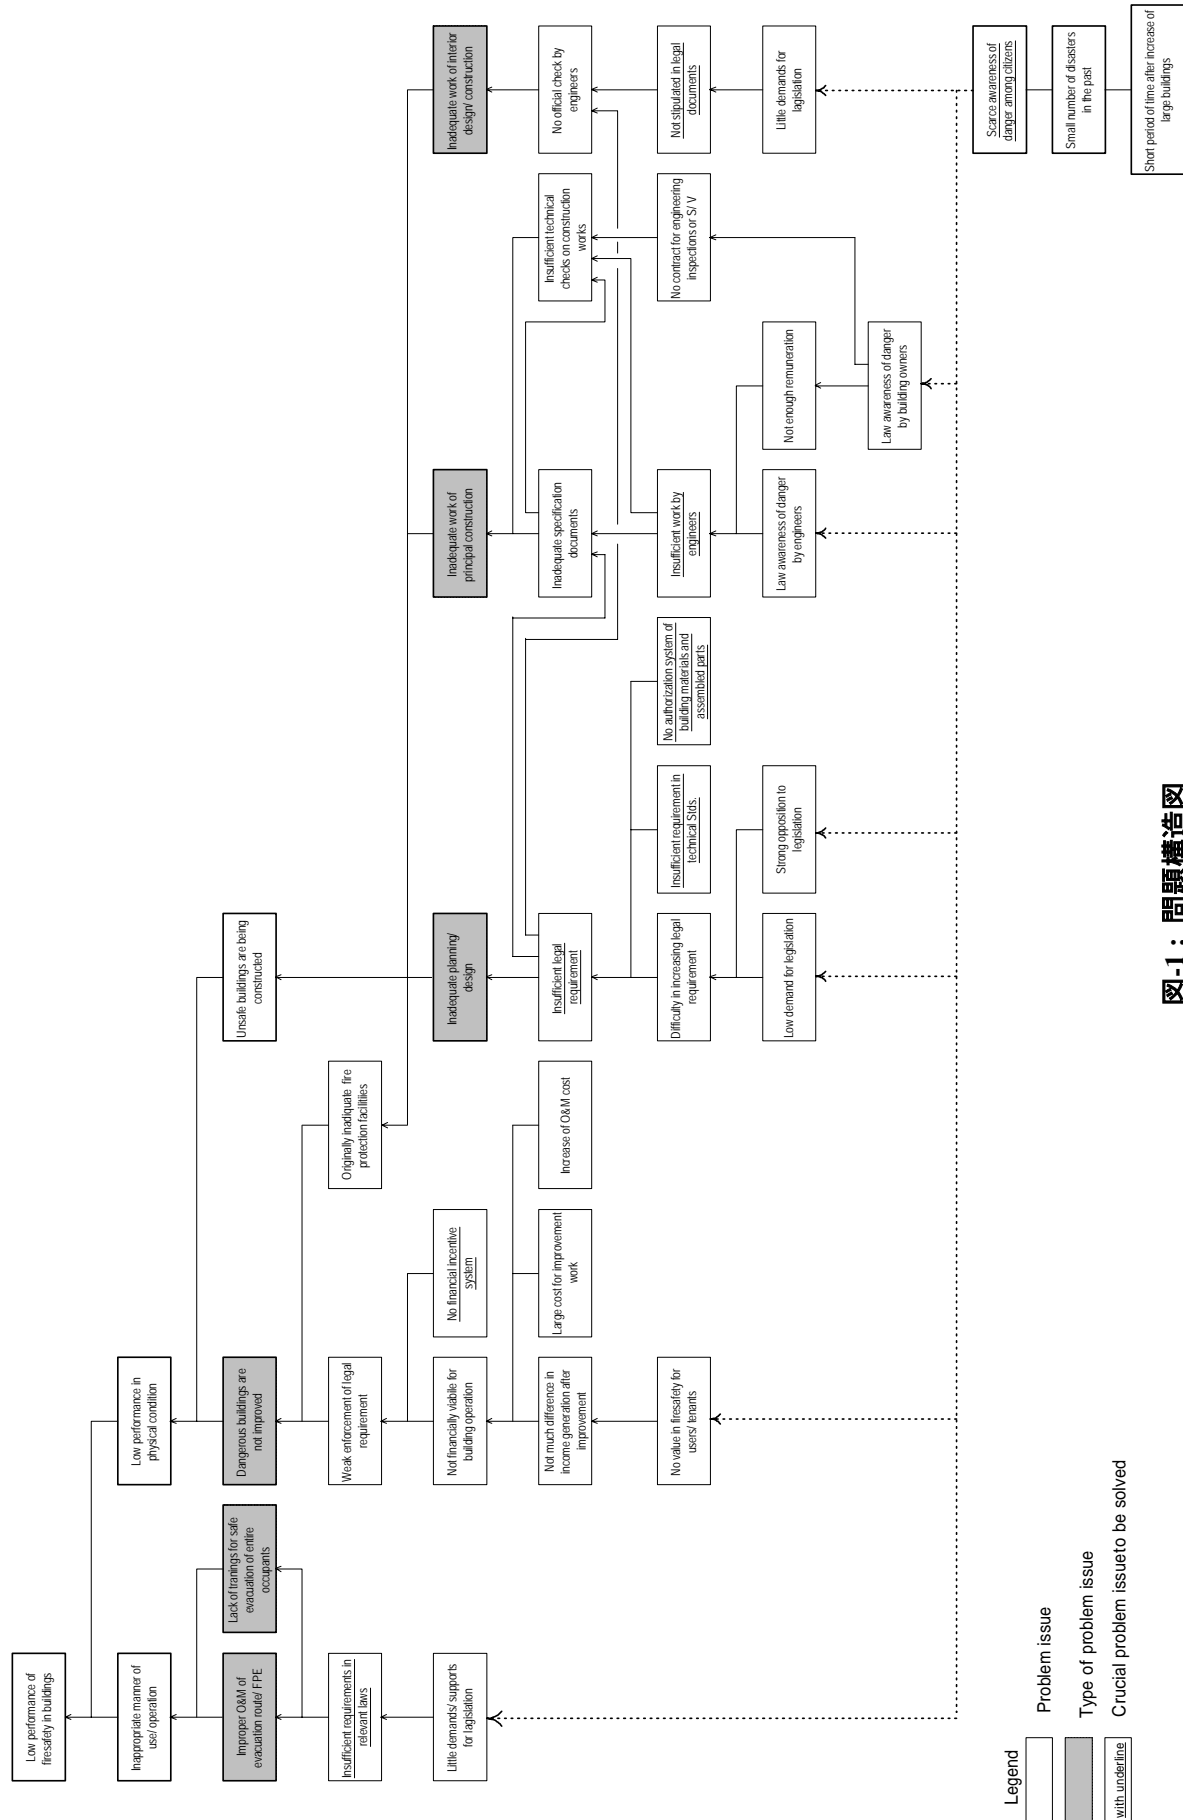 Low performance of
firesafety in buildings
Inappropriate manner of
use/ operation
Low performance in
physical condition
Improper O&M of
evacuation route/ FPE
Lack of tranings for safe
evacuation of entire
occupants
Dangerous buildings are
not improved
Unsafe buildings are being
constructed
Insufficient requirements in
relevant laws
Weak enforcement of legal
requirement
Originally inadiquate fire
protection facilitiies
Little demands/ supports
for lagislation
Not financially viabile for
building operation
No financial incentive
system
Inadequate planning/
design
Inadequate work of
principal construction
Inadequate work of interior
design/ construction
Not much difference in
income generation after
improvement
Large cost for improvement
work
Increase of O&M cost
Insufficient legal
requirement
Inadequate specification
documents
Insufficient technical
checks on construction
works
No official check by
engineers
No value in firesafety for
users/ tenants
Difficulty in increasing legal
requirement
Insufficient requirement in
technical Stds.
No authorization system of
building materials and
assembled parts
Insufficient work by
engineers
No contract for engineering
inspections or S/ V
Not stipulated in legal
documents
Low demand for legislation
Strong opposition to
legislation
Law awareness of danger
by engineers
Not enough remuneration
Little demands for
lagislation
Law awareness of danger
by building owners
Scarce awareness of
danger among citizens
Small number of disasters
in the past
Short period of time after increase of
large buildings
Legend
Problem issue
Type of problem issue
with underline
Crucial problem issueto be solved
図-1：問題構造図